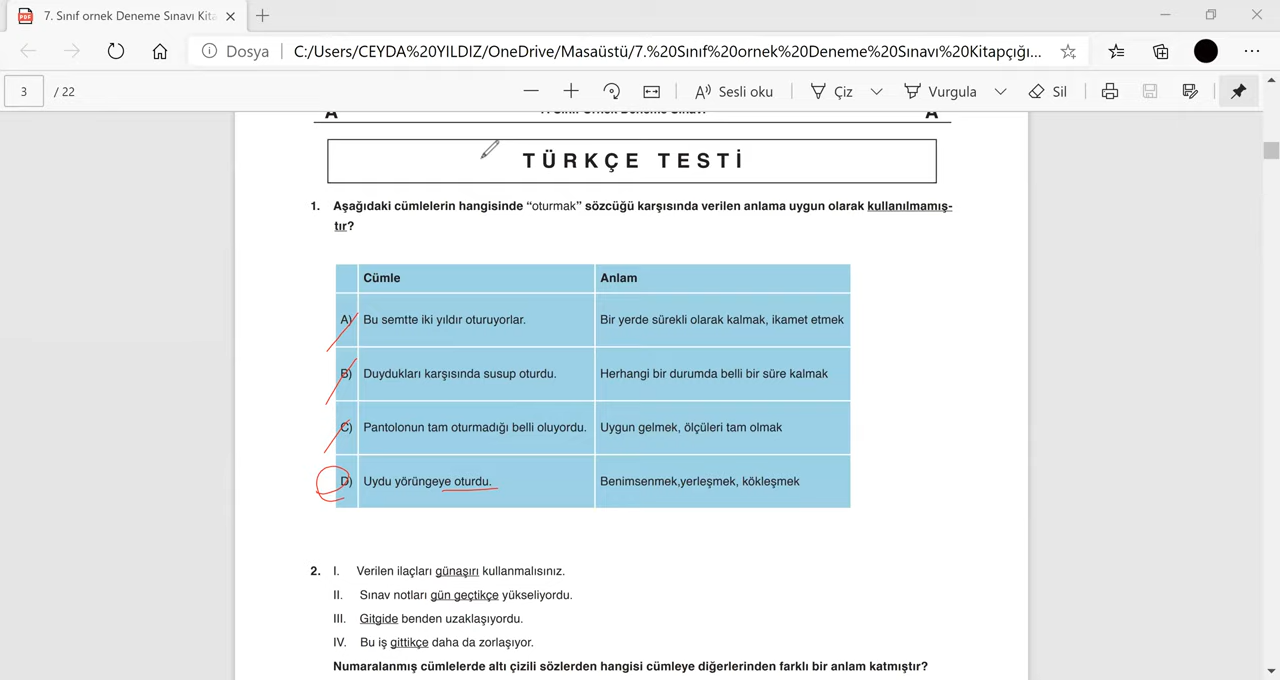 7. Sınıf ornek Deneme Sınavı Kita
Dosya
C:/Users/CEYDA%20YILDIZ/OneDrive/Masaüstü/7.%20Sınıf%20ornek%20Deneme%20Sınavı%20Kitapçığı...
3 / 22
Sesli oku
Çiz
Vurgula
Sil
A 7. Sınıf Örnek Deneme Sınavı A
TÜRKÇE TESTİ
1. Aşağıdaki cümlelerin hangisinde “oturmak” sözcüğü karşısında verilen anlama uygun olarak kullanılmamış-
tır?
Cümle Anlam
A) Bu semtte iki yıldır oturuyorlar. Bir yerde sürekli olarak kalmak, ikamet etmek
B) Duydukları karşısında susup oturdu. Herhangi bir durumda belli bir süre kalmak
C) Pantolonun tam oturmadığı belli oluyordu. Uygun gelmek, ölçüleri tam olmak
D) Uydu yörüngeye oturdu. Benimsenmek,yerleşmek, kökleşmek
2. I. Verilen ilaçları günaşırı kullanmalısınız.
II. Sınav notları gün geçtikçe yükseliyordu.
III. Gitgide benden uzaklaşıyordu.
IV. Bu iş gittikçe daha da zorlaşıyor.
Numaralanmış cümlelerde altı çizili sözlerden hangisi cümleye diğerlerinden farklı bir anlam katmıştır?